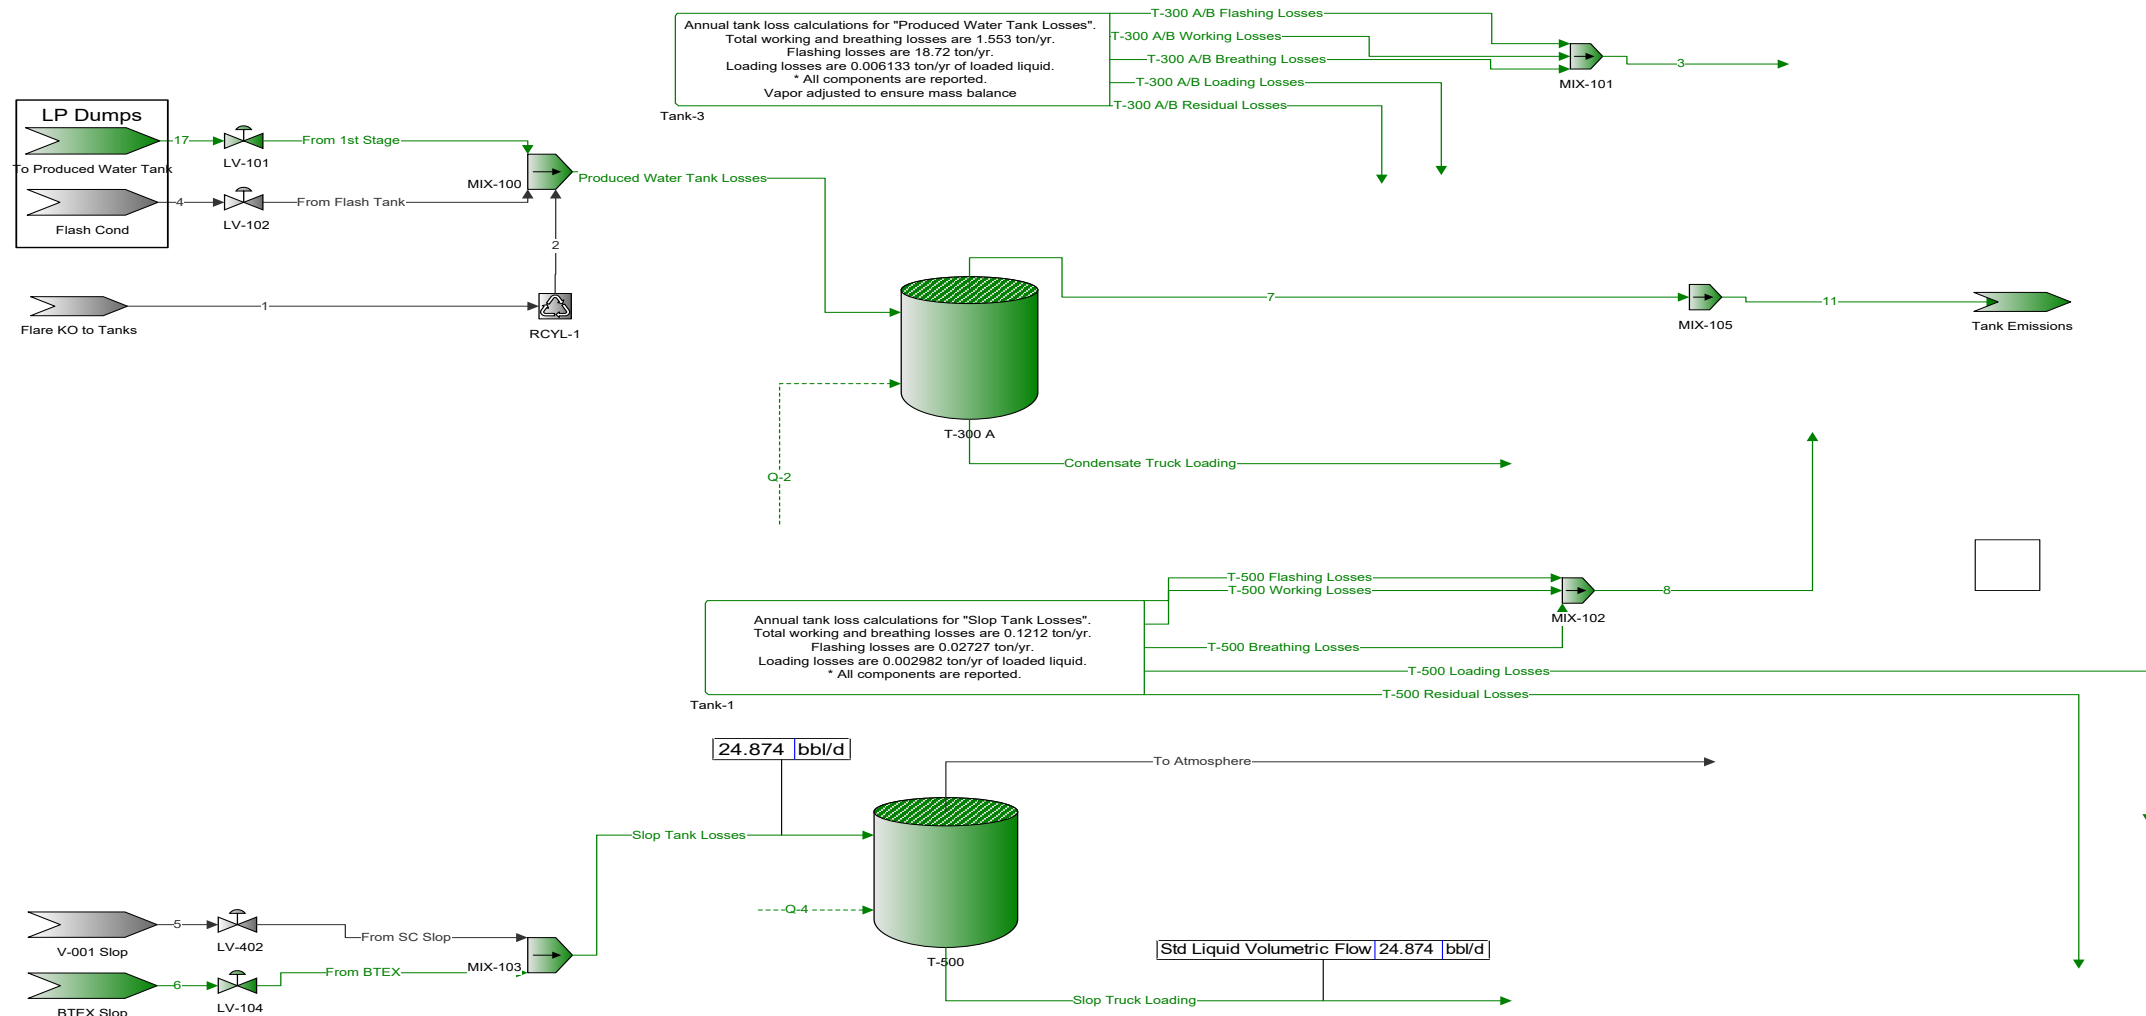 Annual tank loss calculations for "Produced Water Tank Losses".
Total working and breathing losses are 1.553 ton/yr.
Flashing losses are 18.72 ton/yr.
Loading losses are 0.006133 ton/yr of loaded liquid.
* All components are reported.
Vapor adjusted to ensure mass balance
Tank-3
T-300 A/B Flashing Losses
T-300 A/B Working Losses
T-300 A/B Breathing Losses
T-300 A/B Loading Losses
T-300 A/B Residual Losses
MIX-101
3
LP Dumps
To Produced Water Tank
17
LV-101
From 1st Stage
Flash Cond
4
LV-102
From Flash Tank
MIX-100
Produced Water Tank Losses
2
Flare KO to Tanks
1
RCYL-1
T-300 A
7
MIX-105
11
Tank Emissions
Q-2
Condensate Truck Loading
Annual tank loss calculations for "Slop Tank Losses".
Total working and breathing losses are 0.1212 ton/yr.
Flashing losses are 0.02727 ton/yr.
Loading losses are 0.002982 ton/yr of loaded liquid.
* All components are reported.
Tank-1
T-500 Flashing Losses
T-500 Working Losses
T-500 Breathing Losses
T-500 Loading Losses
T-500 Residual Losses
MIX-102
8
24.874 bbl/d
To Atmosphere
Slop Tank Losses
Q-4
T-500
V-001 Slop
5
LV-402
From SC Slop
BTEX Slop
6
LV-104
From BTEX
MIX-103
Std Liquid Volumetric Flow 24.874 bbl/d
Slop Truck Loading